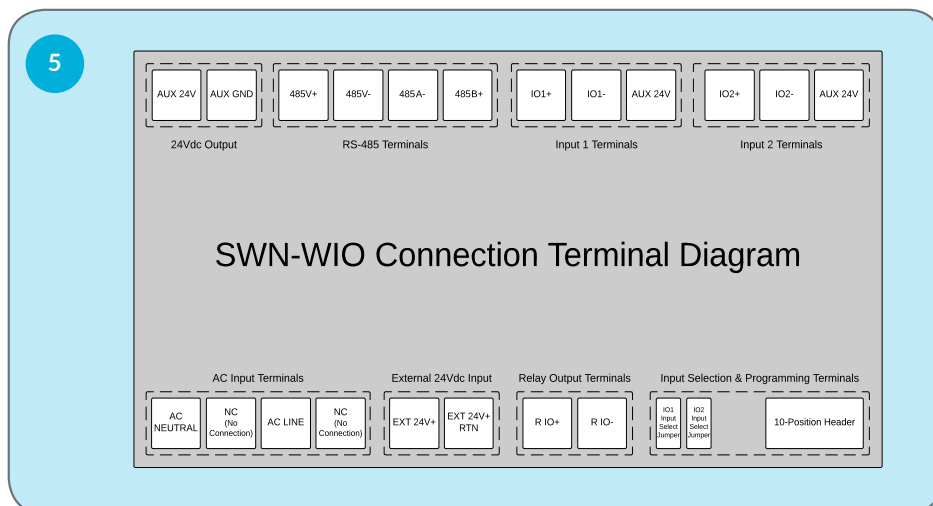 5
AUX 24V
AUX GND
485V+
485V-
485A-
485B+
IO1+
IO1-
AUX 24V
IO2+
IO2-
AUX 24V
24Vdc Output
RS-485 Terminals
Input 1 Terminals
Input 2 Terminals
SWN-WIO Connection Terminal Diagram
AC Input Terminals
External 24Vdc Input
Relay Output Terminals
Input Selection & Programming Terminals
AC
NEUTRAL
NC
(No
Connection)
AC LINE
NC
(No
Connection)
EXT 24V+
EXT 24V+
RTN
R IO+
R IO-
IO1
Input
Select
Jumper
IO2
Input
Select
Jumper
10-Position Header